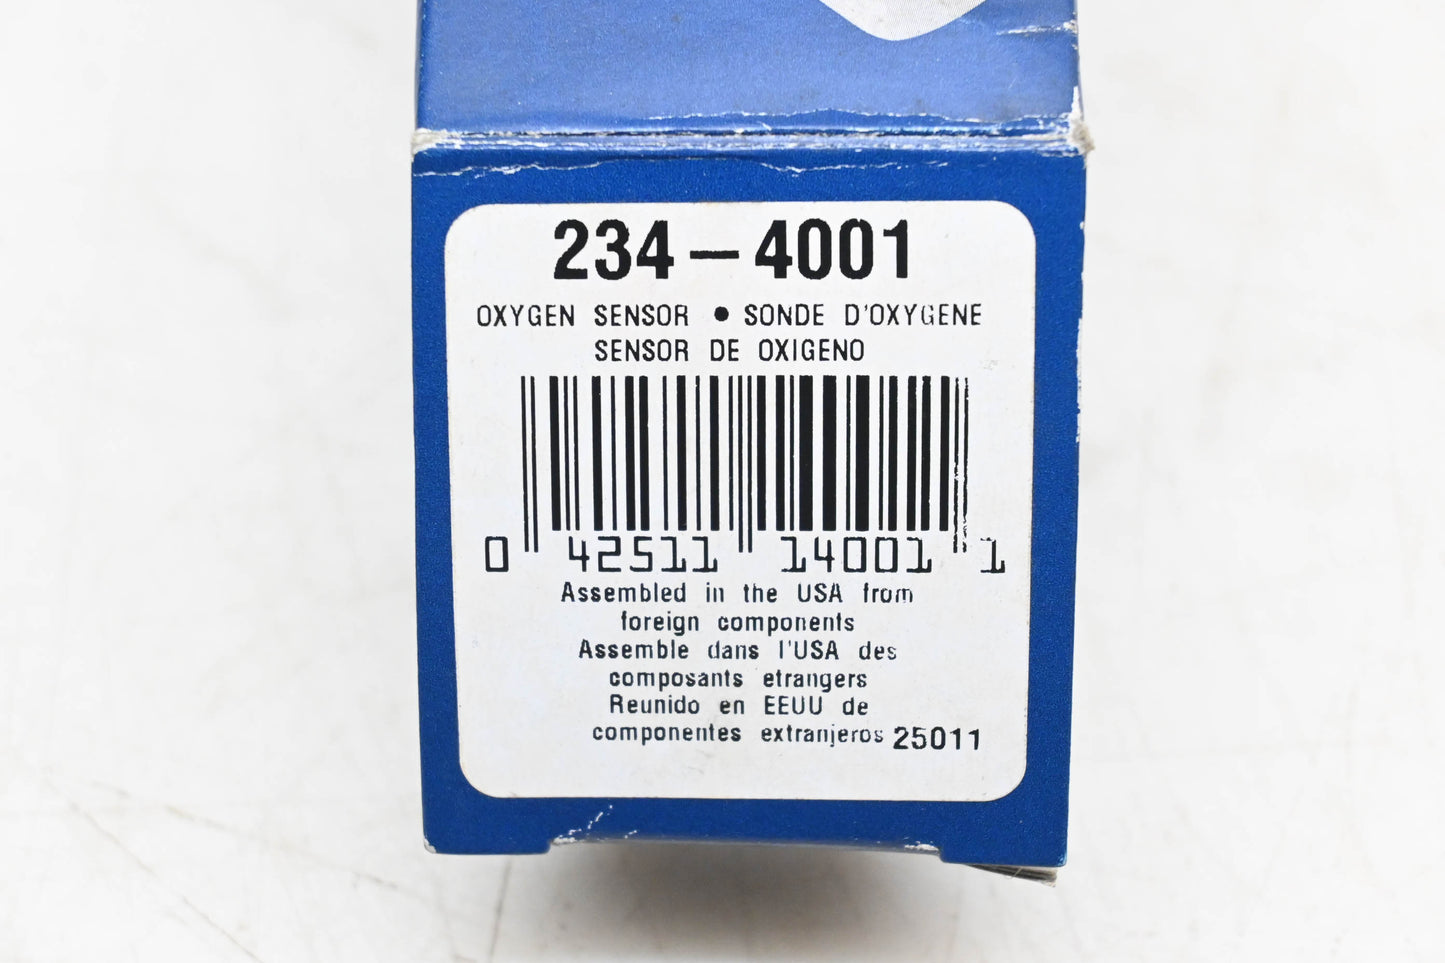 234-4001
OXYGEN SENSOR • SONDE D'OXYGENE
SENSOR DE OXIGENO
0 42511 14001 1
Assembled in the USA from
foreign components
Assemble dans l'USA des
composants etrangers
Reunido en EEUU de
componentes extranjeros 25011